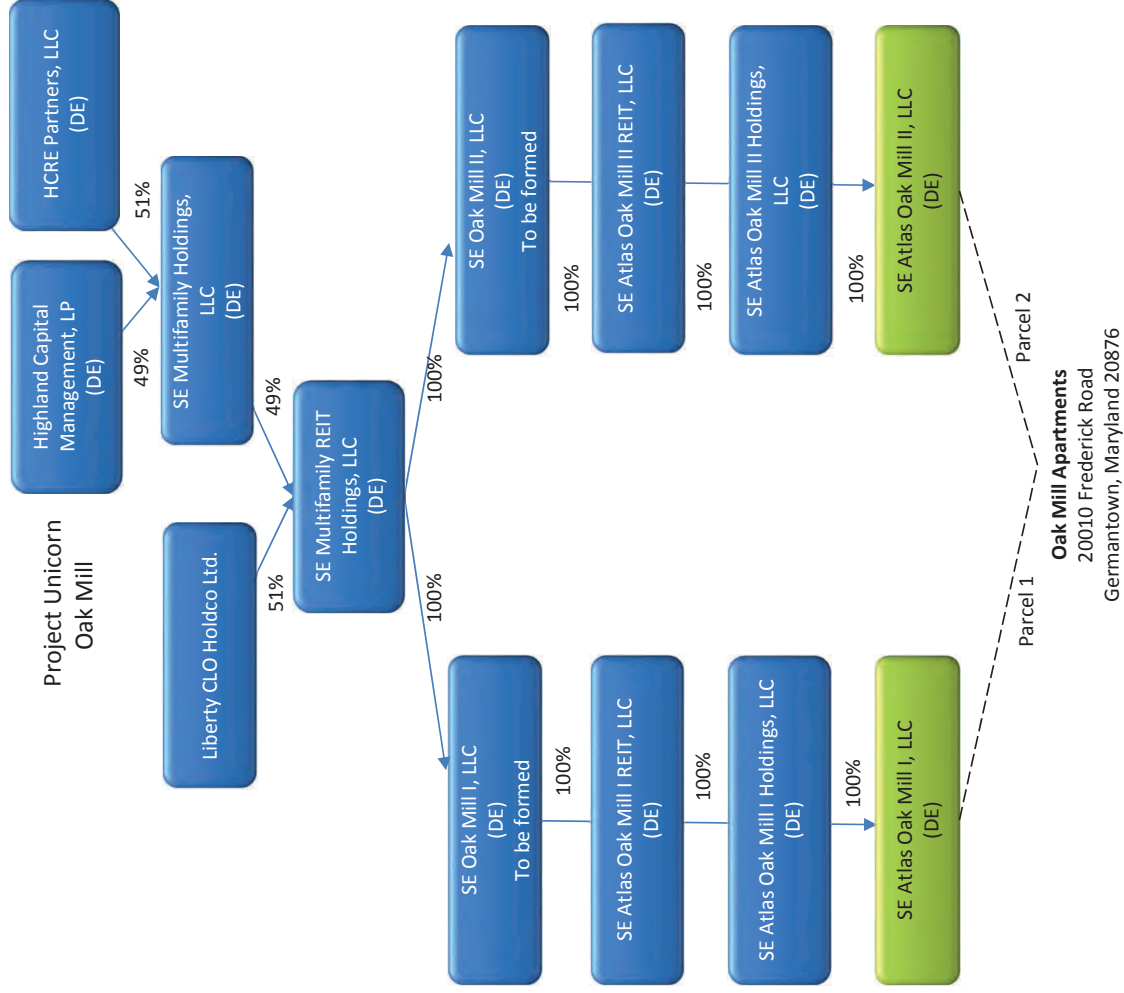 Project Unicorn
Oak Mill
Highland Capital
Management, LP
(DE)
HCRE Partners, LLC
(DE)
49%
51%
Liberty CLO Holdco Ltd.
SE Multifamily Holdings,
LLC
(DE)
51%
49%
SE Multifamily REIT
Holdings, LLC
(DE)
100%
100%
SE Oak Mill I, LLC
(DE)
To be formed
SE Oak Mill II, LLC
(DE)
To be formed
100%
100%
SE Atlas Oak Mill I REIT, LLC
(DE)
SE Atlas Oak Mill II REIT, LLC
(DE)
100%
100%
SE Atlas Oak Mill I Holdings, LLC
(DE)
SE Atlas Oak Mill II Holdings,
LLC
(DE)
100%
100%
SE Atlas Oak Mill I, LLC
(DE)
SE Atlas Oak Mill II, LLC
(DE)
Parcel 1
Parcel 2
Oak Mill Apartments
20010 Frederick Road
Germantown, Maryland 20876